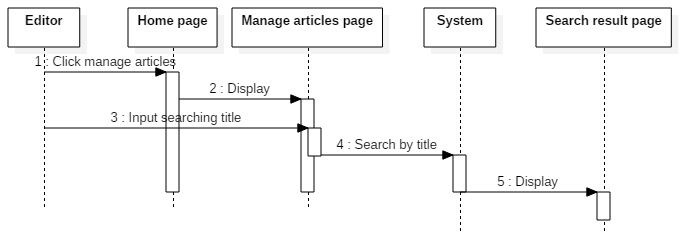 Editor
Home page
Manage articles page
System
Search result page
1 : Click manage articles
2 : Display
3 : Input searching title
4 : Search by title
5 : Display